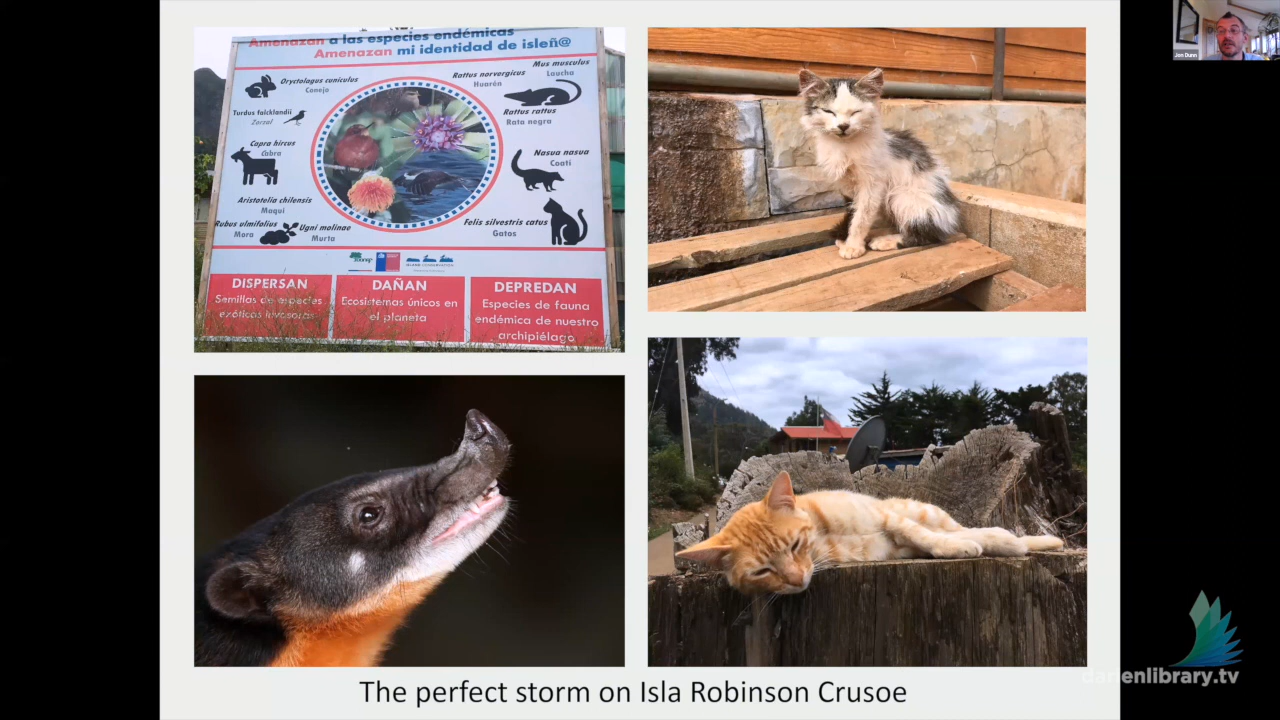 Amenazan a las especies endémicas
Amenazan mi identidad de isleñ@
Oryctolagus cuniculus
Conejo
Turdus falcklandii
Zorzal
Capra hircus
Cabra
Aristotelia chilensis
Maqui
Rubus ulmifolius
Mora
Ugni molinae
Murta
Mus musculus
Laucha
Rattus norvergicus
Huarén
Rattus rattus
Rata negra
Nasua nasua
Coatí
Felis silvestris catus
Gatos
ISLAND CONSERVATION
DISPERSAN
Semillas de especies
exóticas invasoras
DAÑAN
Ecosistemas únicos en
el planeta
DEPREDAN
Especies de fauna
endémica de nuestro
archipiélago
The perfect storm on Isla Robinson Crusoe
Jon Dunn
darienlibrary.tv